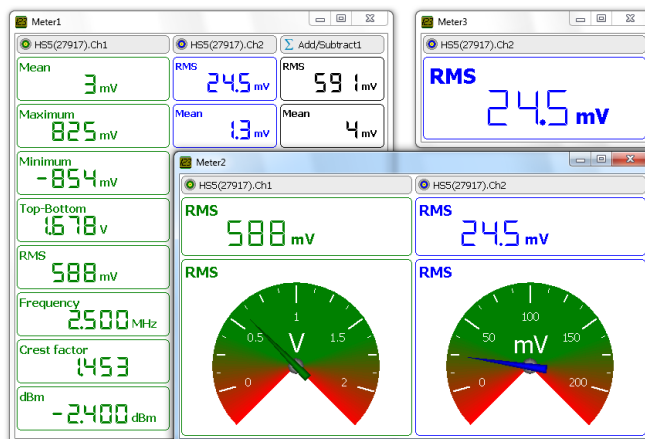 Meter1
HS5(27917).Ch1
HS5(27917).Ch2
Σ Add/Subtract1
Mean
3 mV
RMS
24.5 mV
RMS
591 mV
Maximum
825 mV
Mean
1.3 mV
Mean
4 mV
Minimum
-854 mV
Top-Bottom
1.678 V
RMS
588 mV
Frequency
2.500 MHz
Crest factor
1.453
dBm
-2.400 dBm
Meter3
HS5(27917).Ch2
RMS
24.5 mV
Meter2
HS5(27917).Ch1
HS5(27917).Ch2
RMS
588 mV
RMS
24.5 mV
RMS
0
0.5
1
1.5
2
V
RMS
0
50
100
150
200
mV